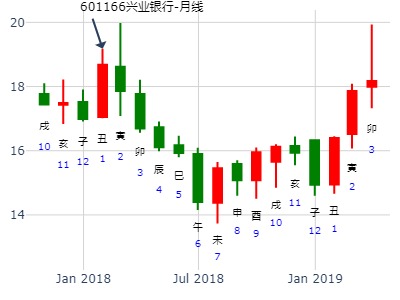 601166兴业银行-月线
20
18
16
14
戌
10
亥
11
子
12
丑
1
寅
2
卯
3
辰
4
巳
5
午
6
未
7
申
8
酉
9
戌
10
亥
11
子
12
丑
1
寅
2
卯
3
Jan 2018
Jul 2018
Jan 2019